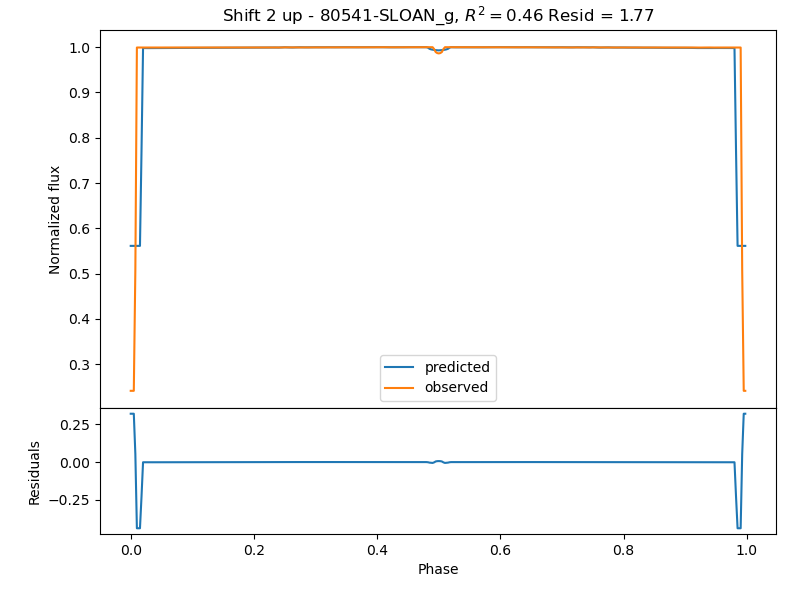 Shift 2 up - 80541-SLOAN_g, R² = 0.46 Resid = 1.77
1.0
0.9
0.8
0.7
0.6
0.5
0.4
0.3
Normalized flux
predicted
observed
0.25
0.00
−0.25
Residuals
0.0 0.2 0.4 0.6 0.8 1.0
Phase